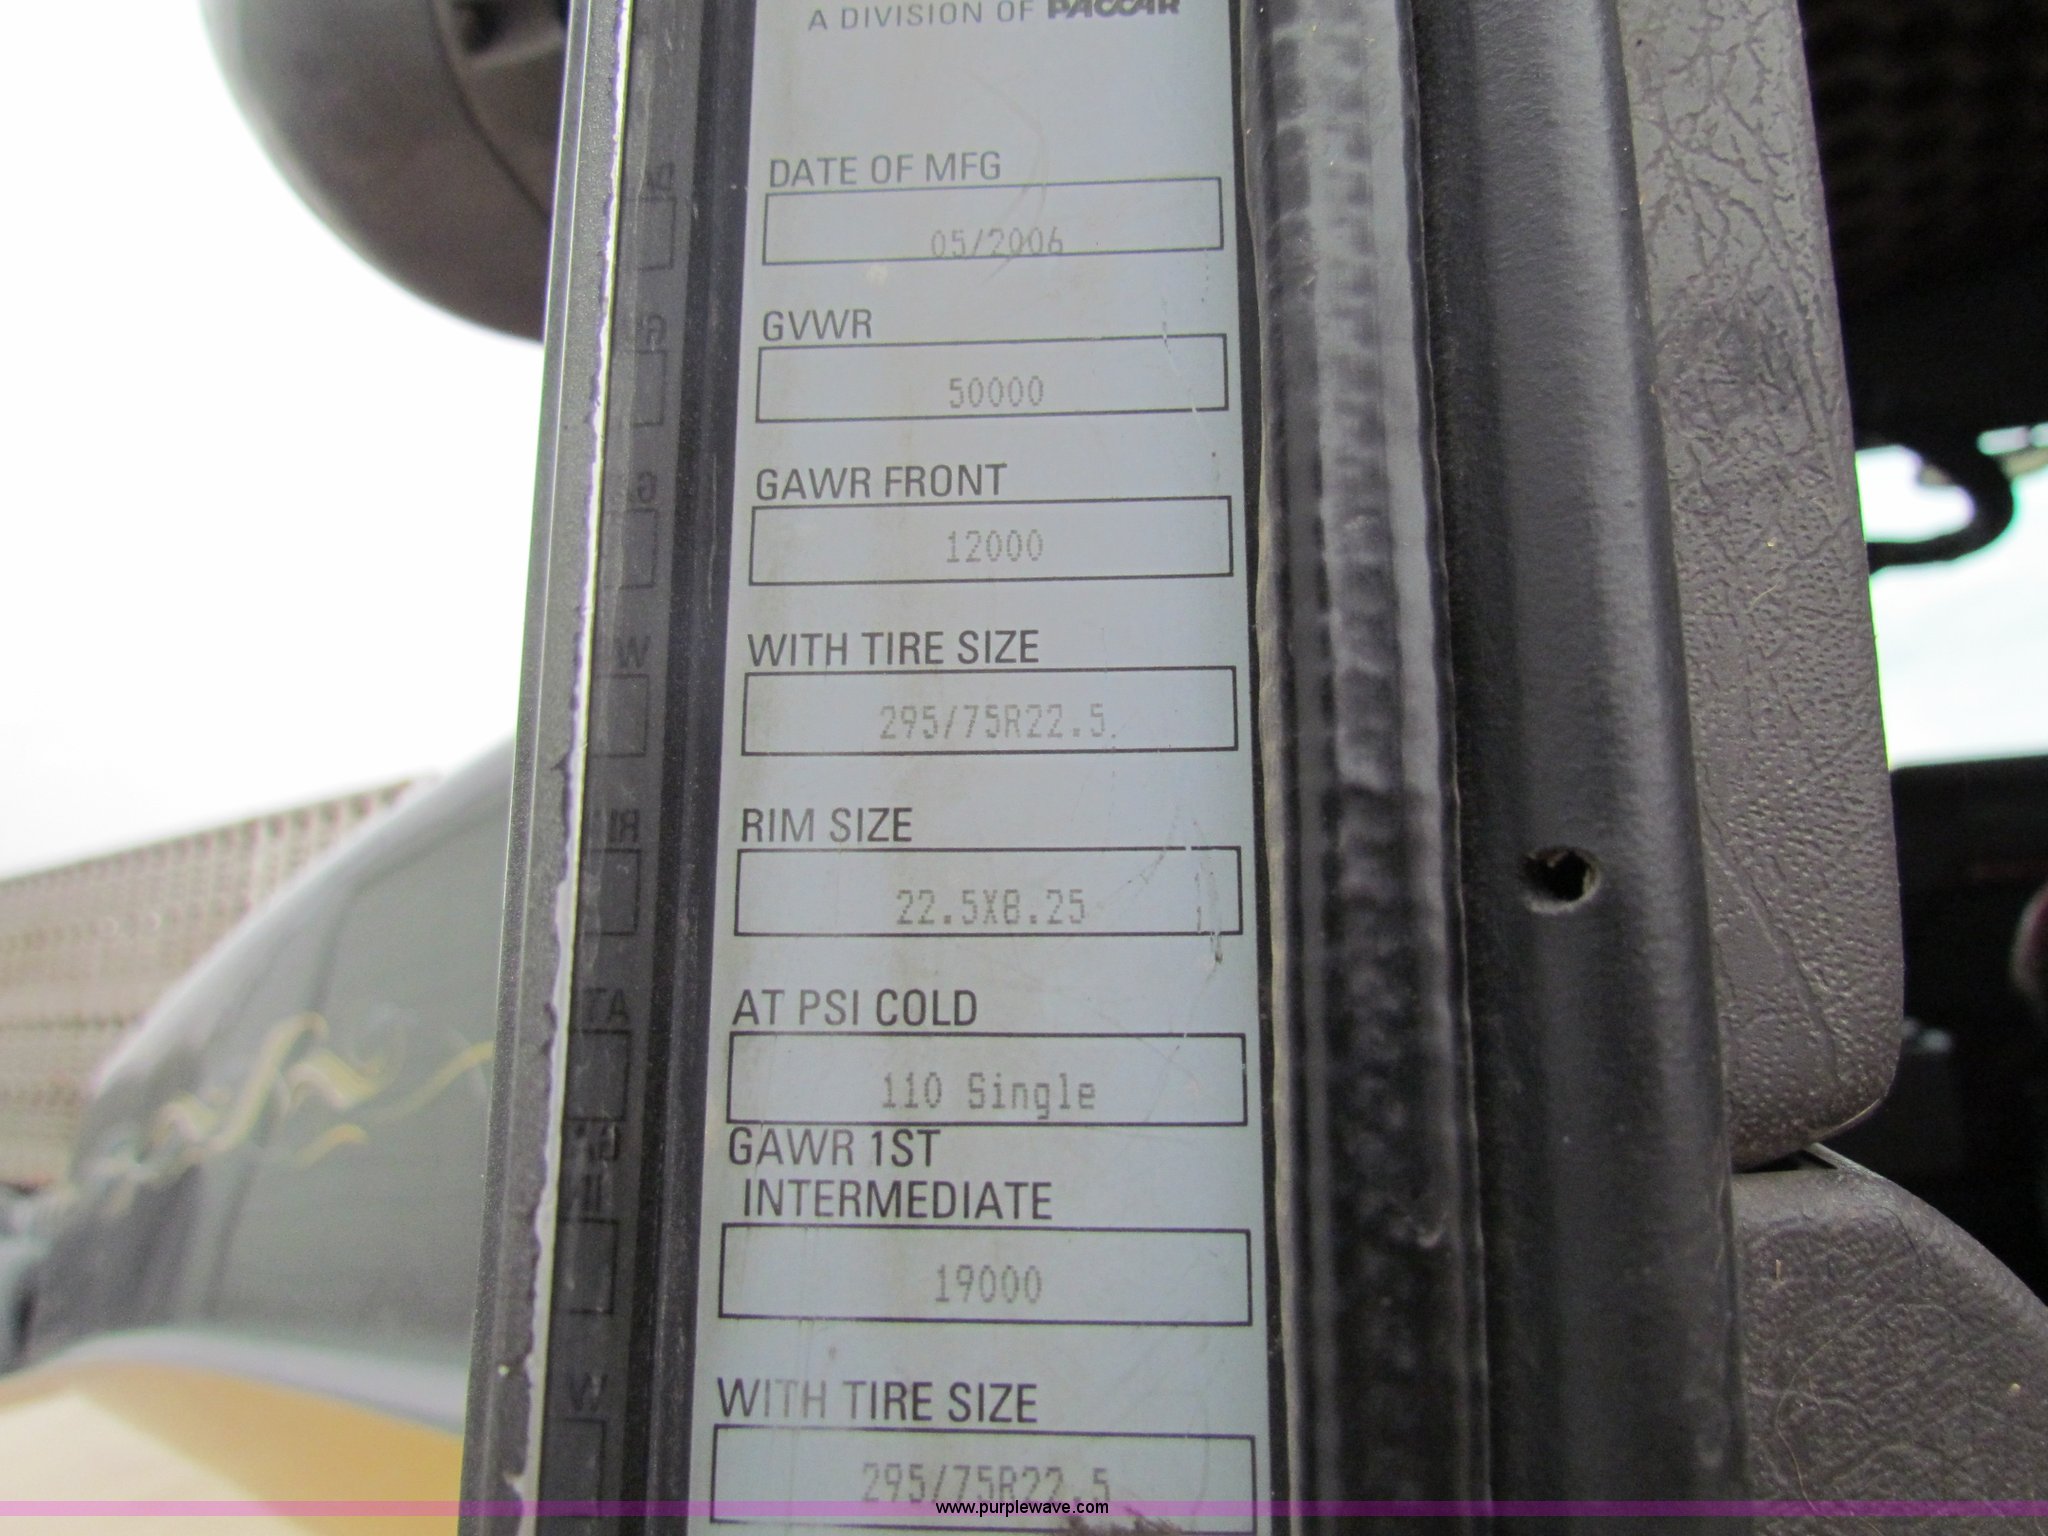 A DIVISION OF PACCAR
DATE OF MFG
05/2006
GVWR
50000
GAWR FRONT
12000
WITH TIRE SIZE
295/75R22.5
RIM SIZE
22.5X8.25
AT PSI COLD
110 Single
GAWR 1ST
INTERMEDIATE
19000
WITH TIRE SIZE
295/75R22.5
www.purplewave.com